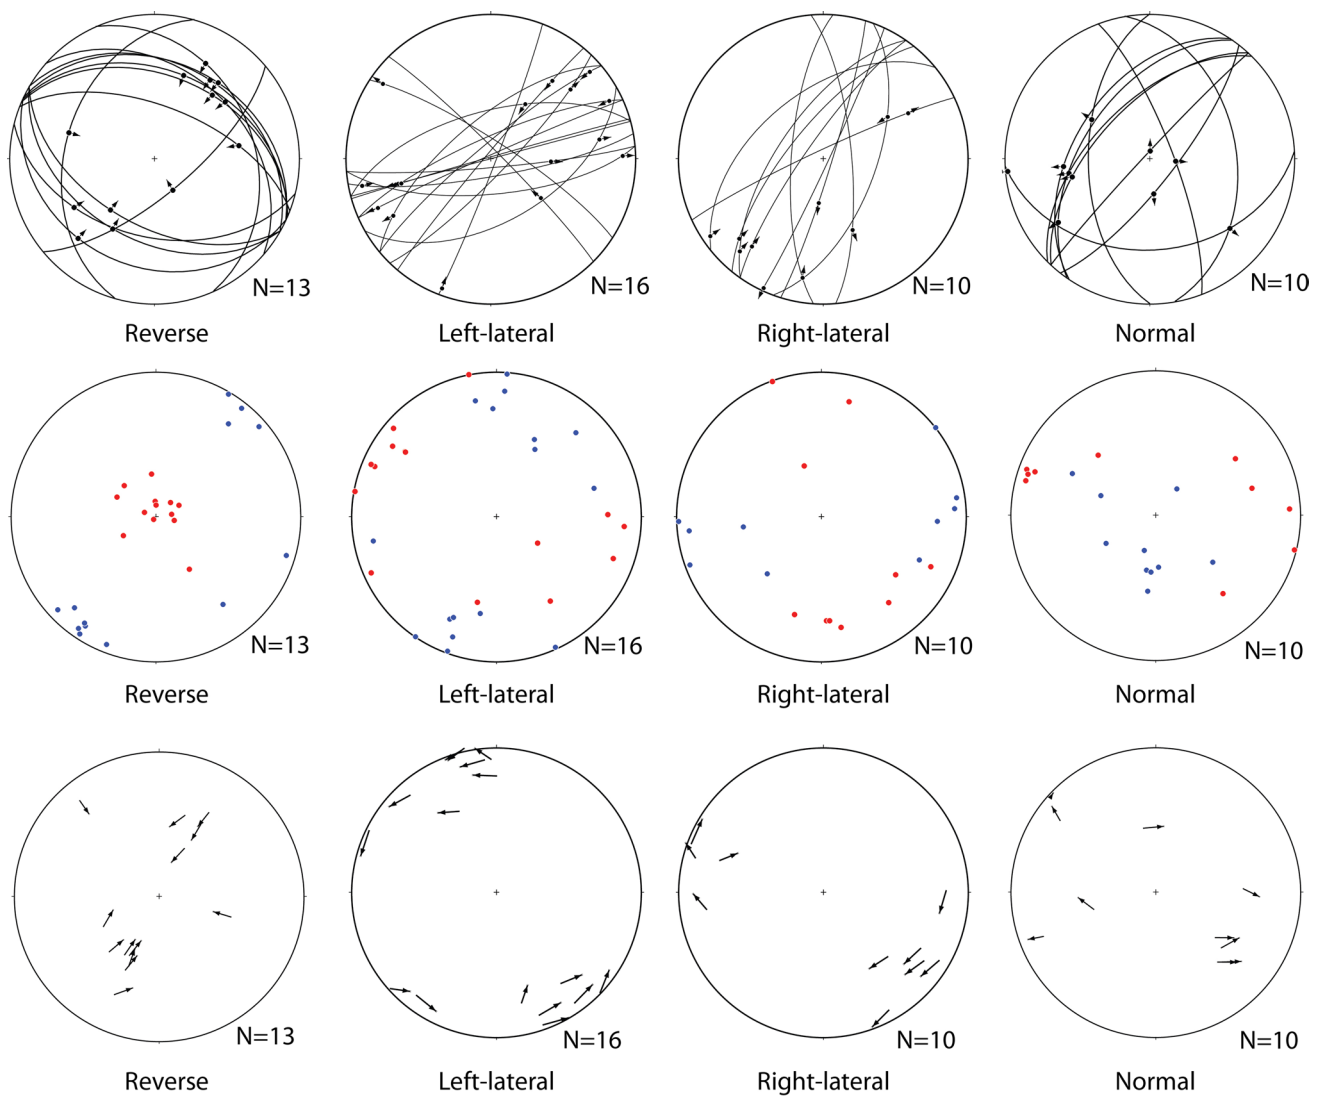 N=13
N=16
N=10
N=10
Reverse
Left-lateral
Right-lateral
Normal
N=13
N=16
N=10
N=10
Reverse
Left-lateral
Right-lateral
Normal
N=13
N=16
N=10
N=10
Reverse
Left-lateral
Right-lateral
Normal